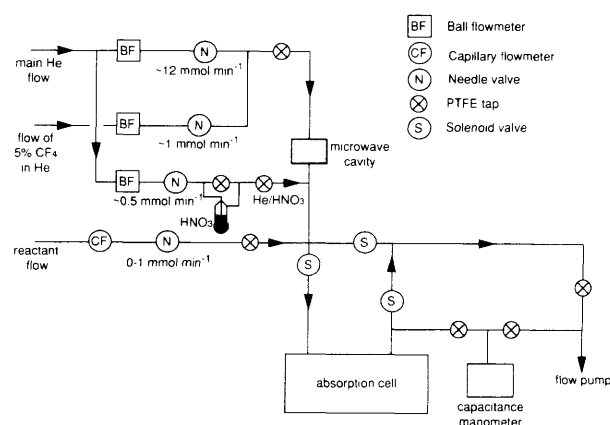 BF Ball flowmeter
CF Capillary flowmeter
N Needle valve
PTFE tap
S Solenoid valve
BF N
main He
flow
~12 mmol min⁻¹
BF N
flow of
5% CF₄
in He
~1 mmol min⁻¹
microwave
cavity
BF N
~0.5 mmol min⁻¹
He/HNO₃
HNO₃
reactant
flow
CF N
0-1 mmol min⁻¹
S
S
S
absorption cell
capacitance
manometer
flow pump